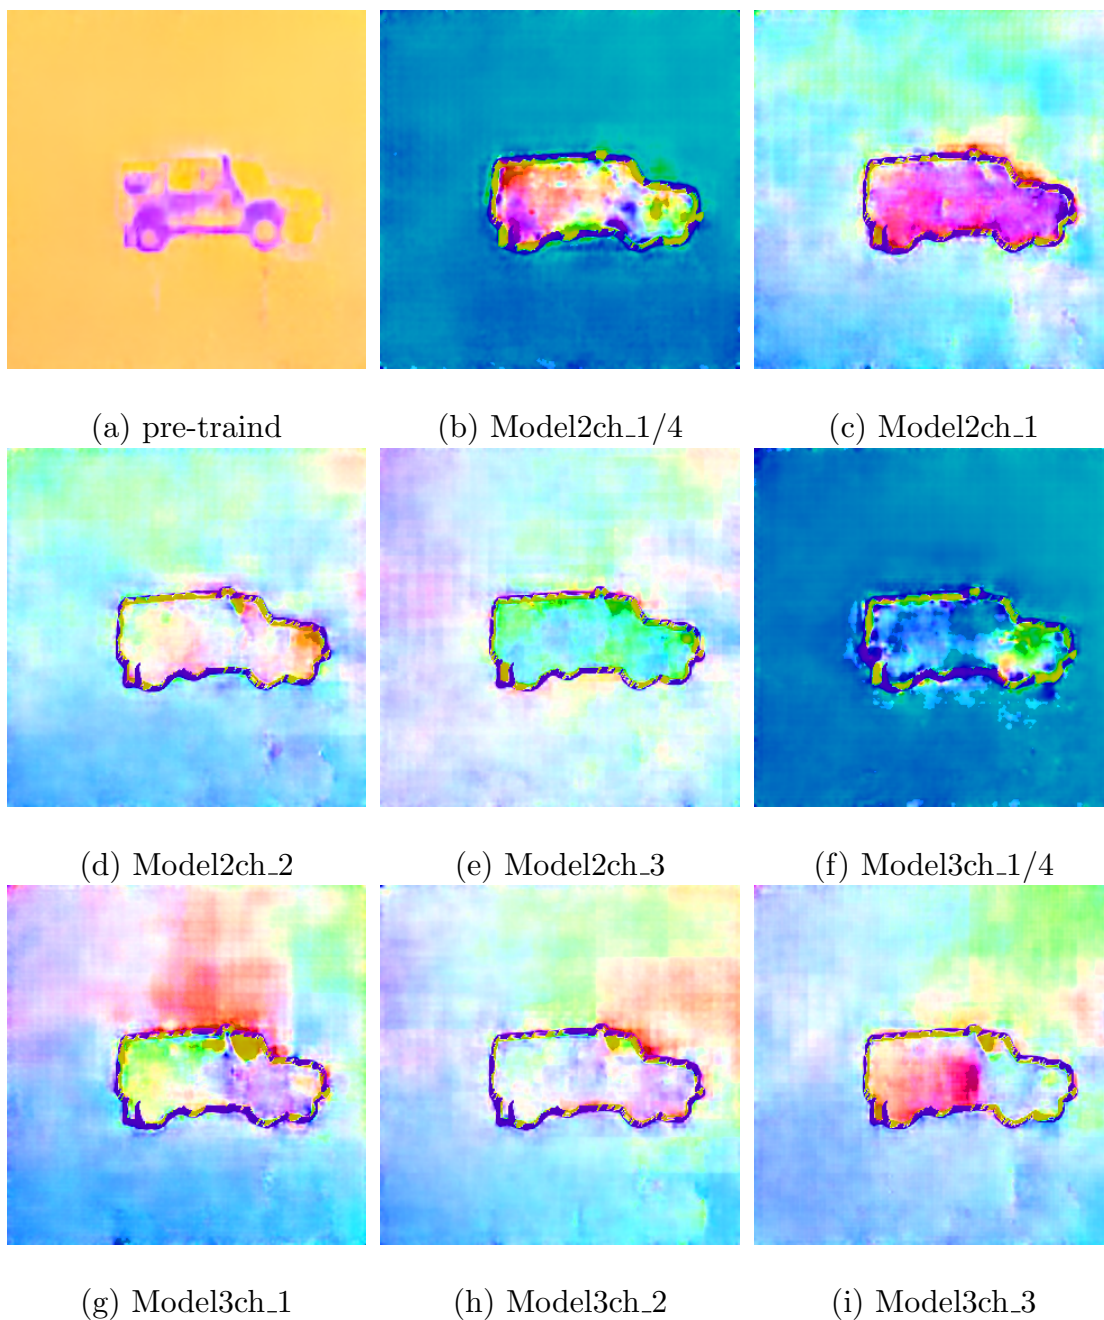 (a) pre-traind
(b) Model2ch_1/4
(c) Model2ch_1
(d) Model2ch_2
(e) Model2ch_3
(f) Model3ch_1/4
(g) Model3ch_1
(h) Model3ch_2
(i) Model3ch_3